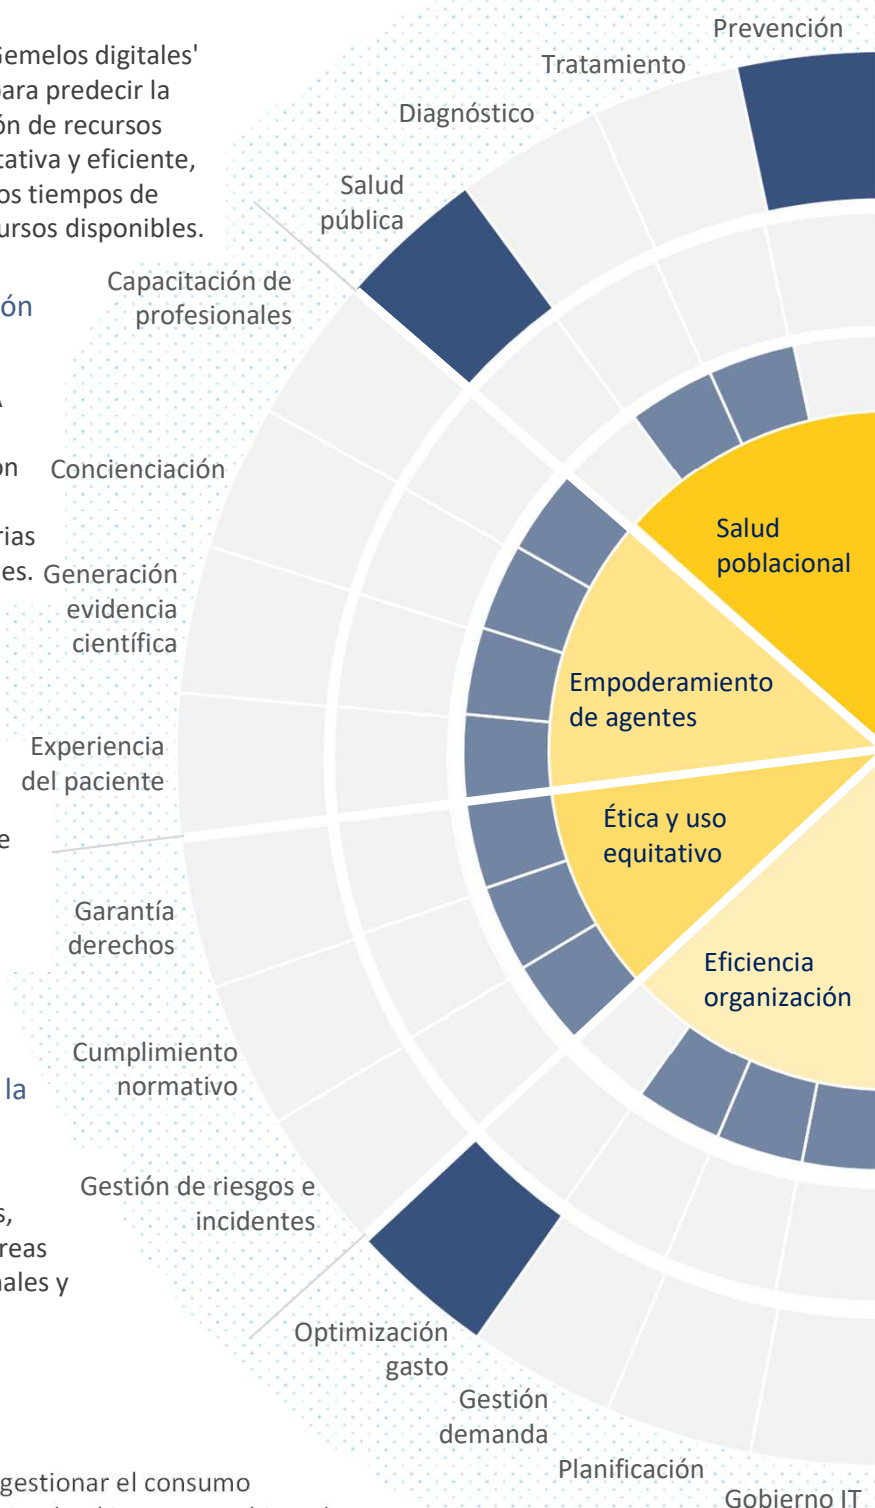 Gemelos digitales'
para predecir la
ón de recursos
tativa y eficiente,
os tiempos de
ursos disponibles.
ón
A
on
rias
es.
e
la
s,
reas
nales y
gestionar el consumo
Prevención
Tratamiento
Diagnóstico
Salud
pública
Capacitación de
profesionales
Concienciación
Generación
evidencia
científica
Experiencia
del paciente
Garantía
derechos
Cumplimiento
normativo
Gestión de riesgos e
incidentes
Optimización
gasto
Gestión
demanda
Planificación
Gobierno IT
Salud
poblacional
Empoderamiento
de agentes
Ética y uso
equitativo
Eficiencia
organización